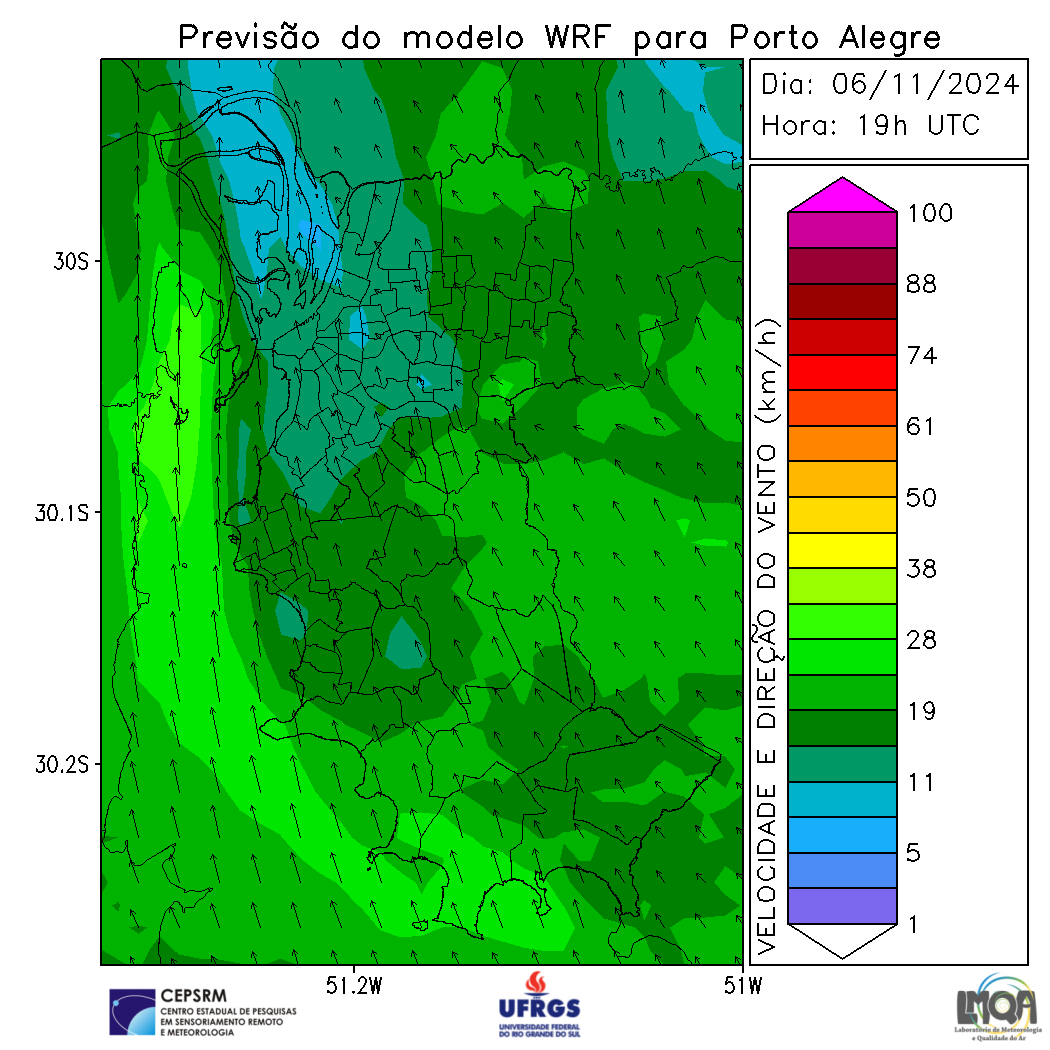 Previsão do modelo WRF para Porto Alegre
Dia: 06/11/2024
Hora: 19h UTC
30S
30.1S
30.2S
51.2W
51W
VELOCIDADE E DIREÇÃO DO VENTO (km/h)
100
88
74
61
50
38
28
19
11
5
1
CEPSRM
CENTRO ESTADUAL DE PESQUISAS
EM SENSORIAMENTO REMOTO
E METEOROLOGIA
UFRGS
UNIVERSIDADE FEDERAL
DO RIO GRANDE DO SUL
LMQA
Laboratório de Meteorologia
e Qualidade do Ar